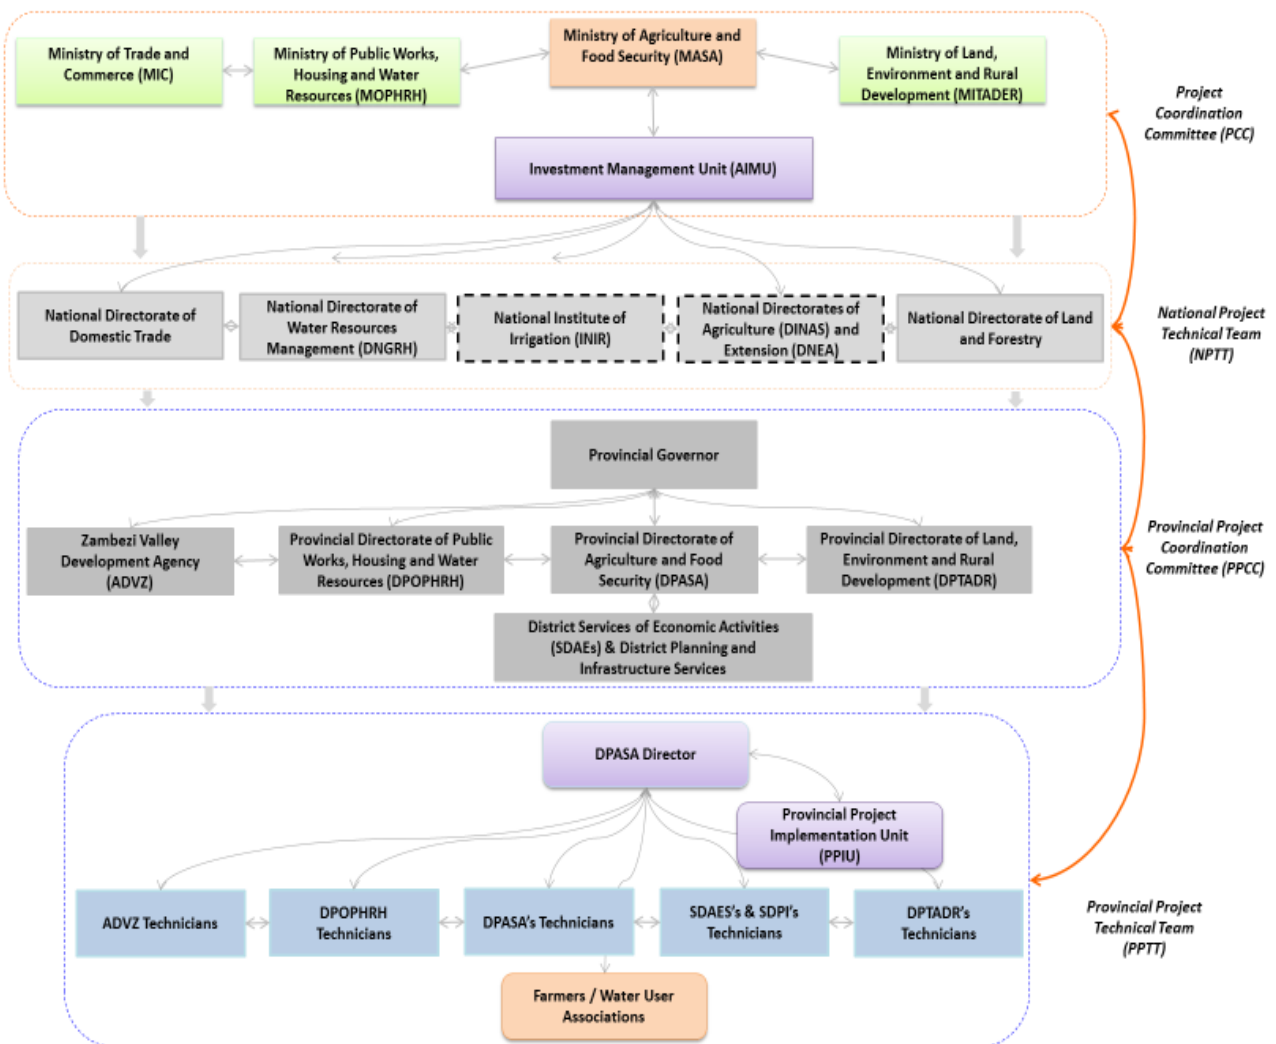 Ministry of Trade and
Commerce (MIC)
Ministry of Public Works,
Housing and Water
Resources (MOPHRH)
Ministry of Agriculture and
Food Security (MASA)
Ministry of Land,
Environment and Rural
Development (MITADER)
Project
Coordination
Committee (PCC)
Investment Management Unit (AIMU)
National Directorate of
Domestic Trade
National Directorate of
Water Resources
Management (DNGRH)
National Institute of
Irrigation (INIR)
National Directorates of
Agriculture (DINAS) and
Extension (DNEA)
National Directorate of Land
and Forestry
National Project
Technical Team
(NPTT)
Provincial Governor
Zambezi Valley
Development Agency
(ADVZ)
Provincial Directorate of Public
Works, Housing and Water
Resources (DPOPHRH)
Provincial Directorate of
Agriculture and Food
Security (DPASA)
Provincial Directorate of Land,
Environment and Rural
Development (DPTADR)
Provincial Project
Coordination
Committee (PPCC)
District Services of Economic Activities
(SDAEs) & District Planning and
Infrastructure Services
DPASA Director
Provincial Project
Implementation Unit
(PPIU)
ADVZ Technicians
DPOPHRH
Technicians
DPASA's Technicians
SDAES's & SDPI's
Technicians
DPTADR's
Technicians
Provincial Project
Technical Team
(PPTT)
Farmers / Water User
Associations